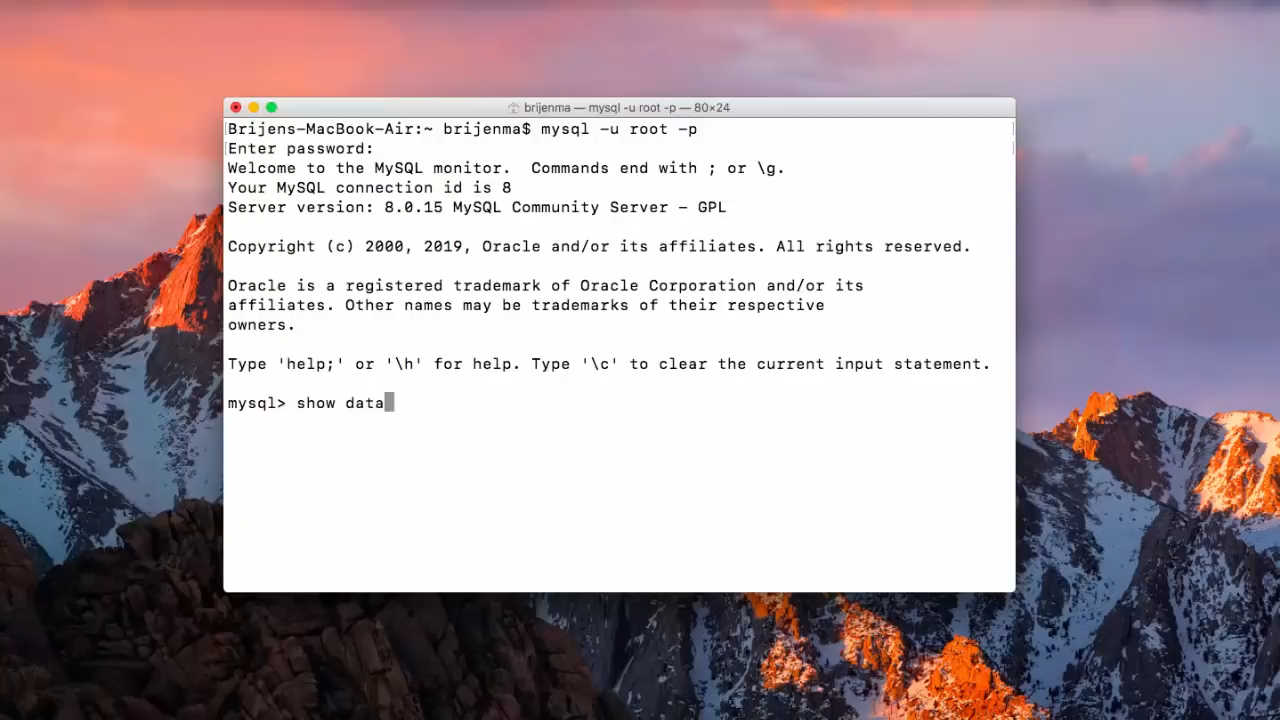 brijenma — mysql -u root -p — 80×24
Brijens-MacBook-Air:~ brijenma$ mysql -u root -p
Enter password:
Welcome to the MySQL monitor.  Commands end with ; or \g.
Your MySQL connection id is 8
Server version: 8.0.15 MySQL Community Server - GPL
Copyright (c) 2000, 2019, Oracle and/or its affiliates. All rights reserved.
Oracle is a registered trademark of Oracle Corporation and/or its
affiliates. Other names may be trademarks of their respective
owners.
Type 'help;' or '\h' for help. Type '\c' to clear the current input statement.
mysql> show data